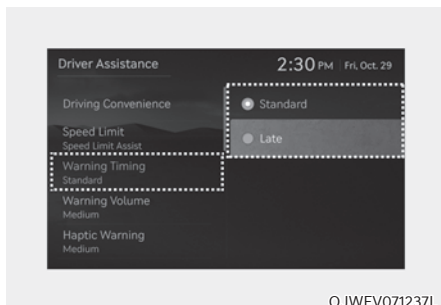 Driver Assistance
2:30 PM Fri, Oct. 29
Driving Convenience
Speed Limit
Speed Limit Assist
Warning Timing
Standard
Warning Volume
Medium
Haptic Warning
Medium
Standard
Late
OJWEV071237L